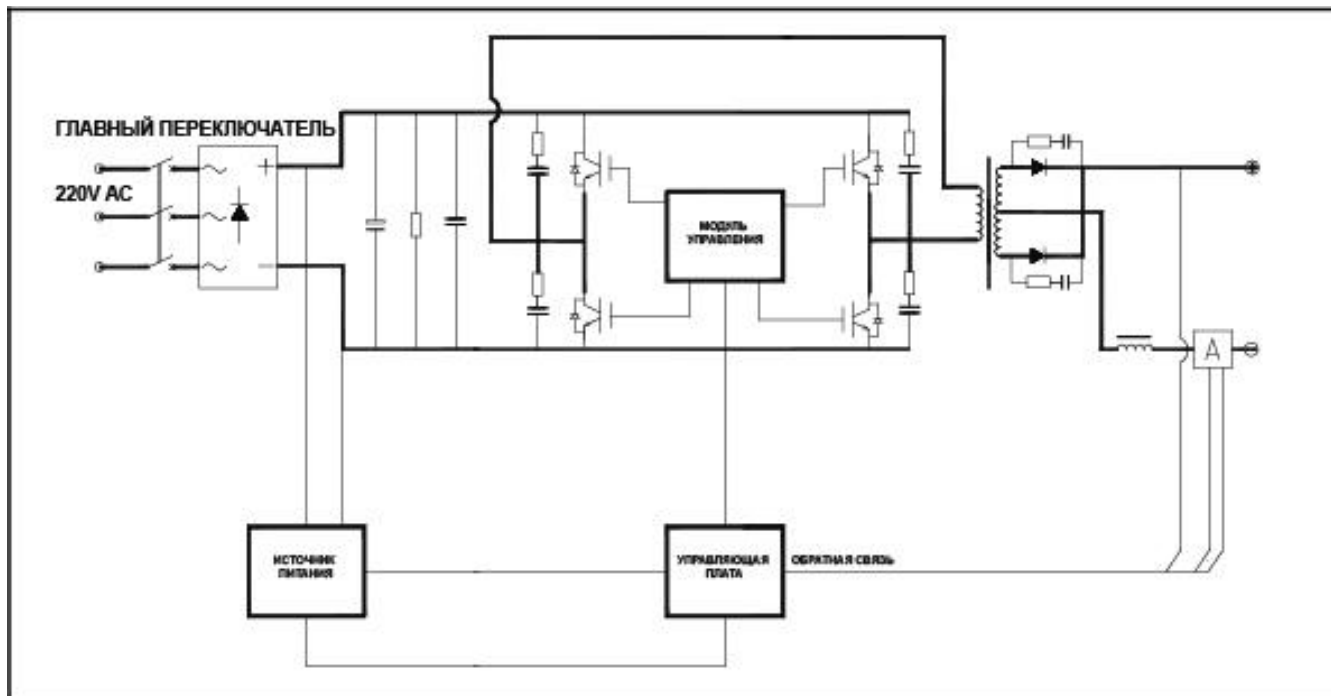 ГЛАВНЫЙ ПЕРЕКЛЮЧАТЕЛЬ
220V AC
+
−
МОДУЛЬ
УПРАВЛЕНИЯ
A
ИСТОЧНИК
ПИТАНИЯ
УПРАВЛЯЮЩАЯ
ПЛАТА
ОБРАТНАЯ СВЯЗЬ